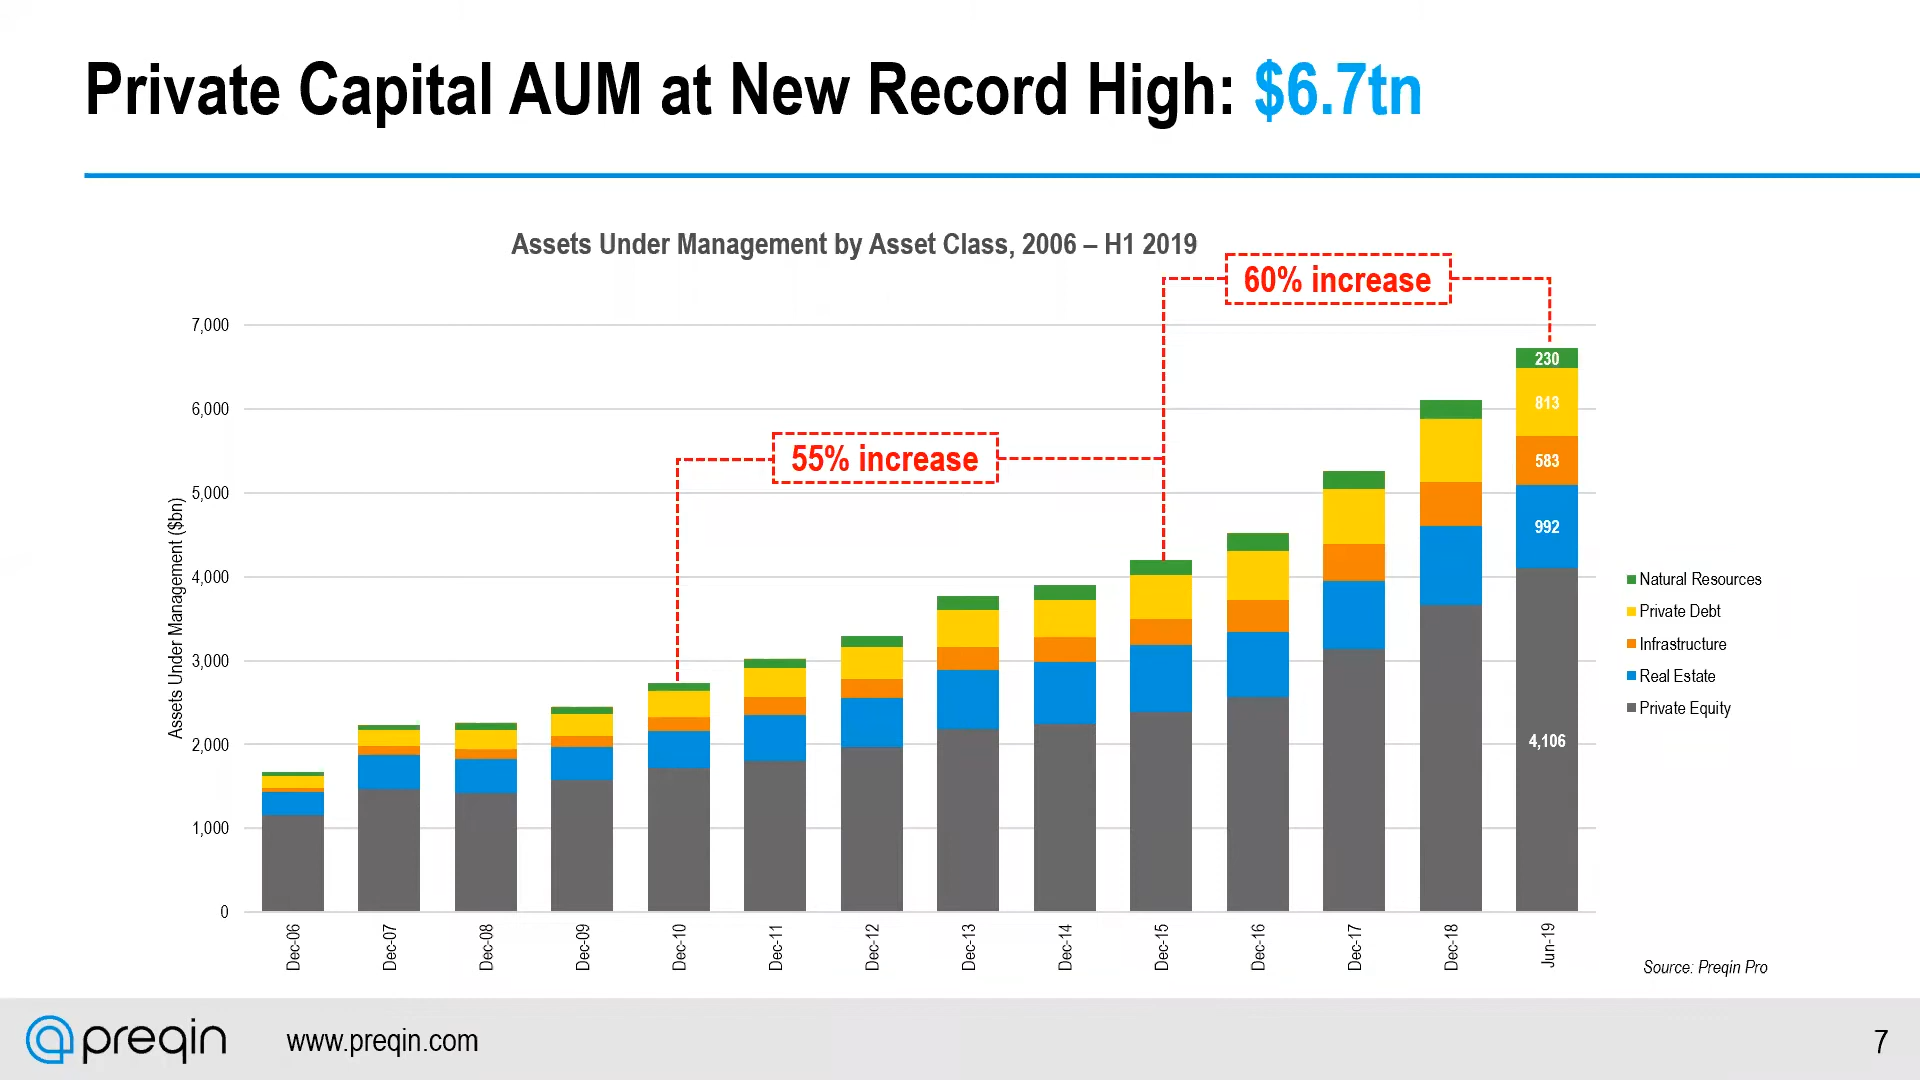 Private Capital AUM at New Record High: $6.7tn
Assets Under Management by Asset Class, 2006 – H1 2019
60% increase
55% increase
Assets Under Management ($bn)
7,000
6,000
5,000
4,000
3,000
2,000
1,000
0
230
813
583
992
4,106
Dec-06
Dec-07
Dec-08
Dec-09
Dec-10
Dec-11
Dec-12
Dec-13
Dec-14
Dec-15
Dec-16
Dec-17
Dec-18
Jun-19
Natural Resources
Private Debt
Infrastructure
Real Estate
Private Equity
Source: Preqin Pro
preqin
www.preqin.com
7